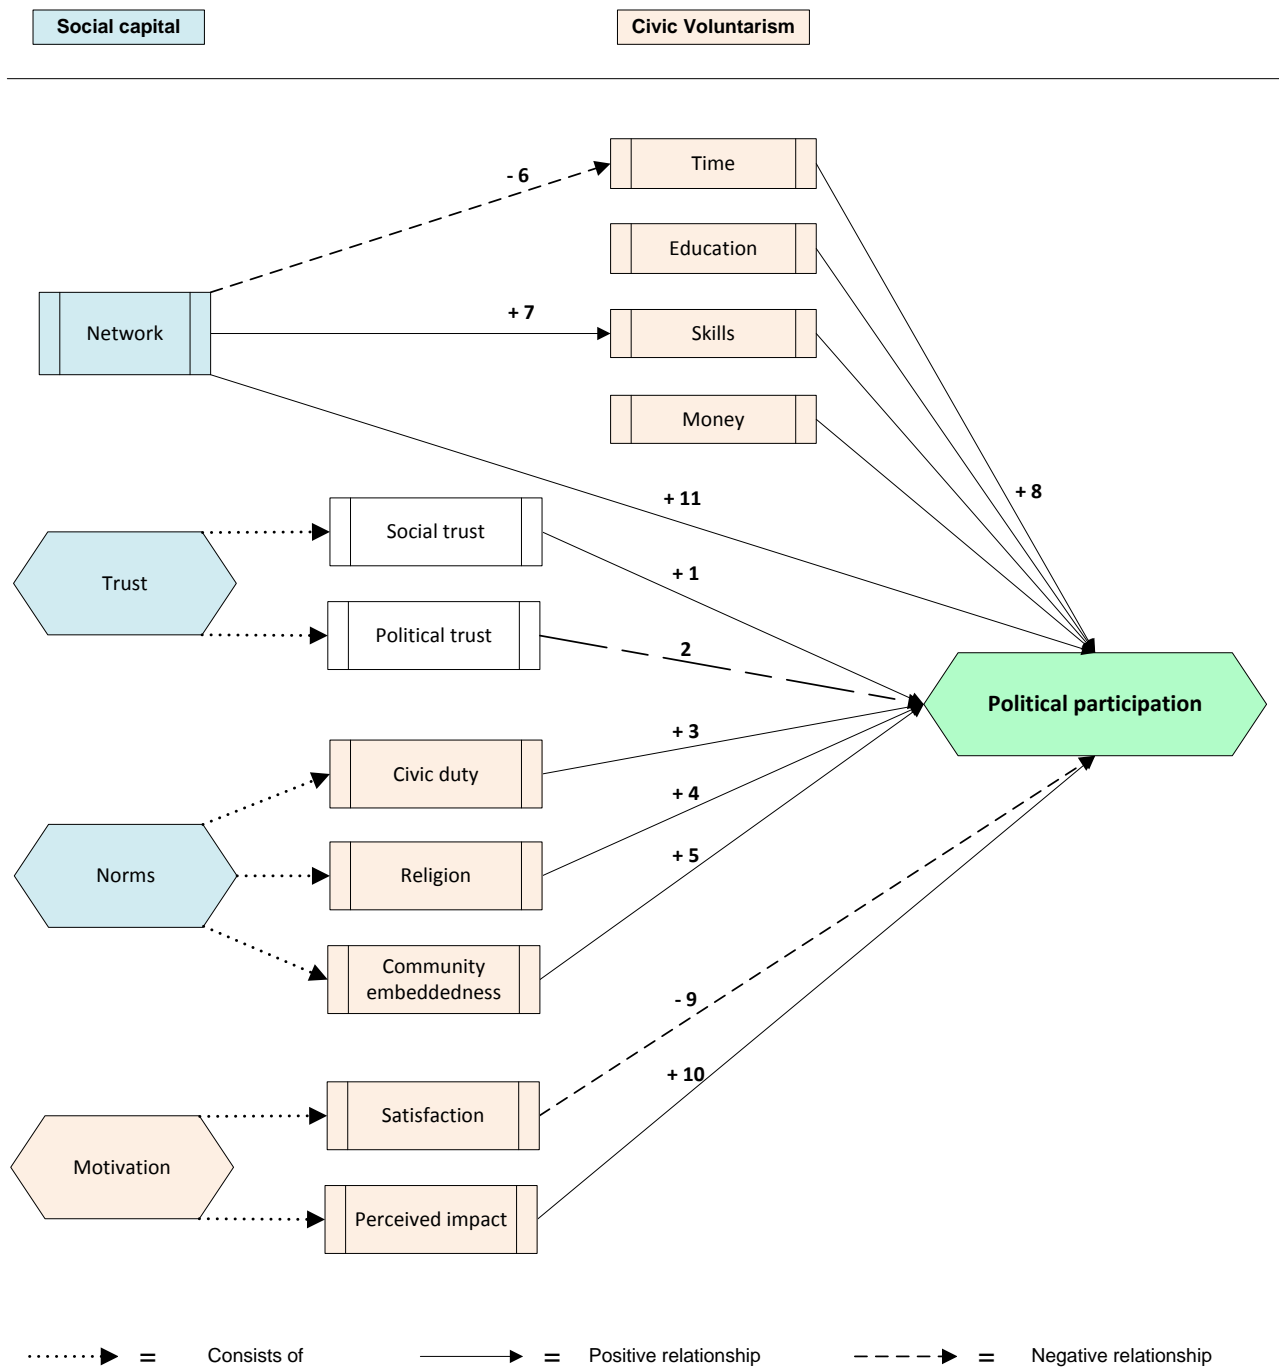 Social capital
Civic Voluntarism
Time
- 6
Education
Network
+ 7
Skills
Money
+ 11
+ 8
Social trust
Trust
+ 1
Political trust
2
Political participation
+ 3
Civic duty
+ 4
Norms
Religion
+ 5
Community
embeddedness
- 9
+ 10
Satisfaction
Motivation
Perceived impact
= Consists of
= Positive relationship
= Negative relationship